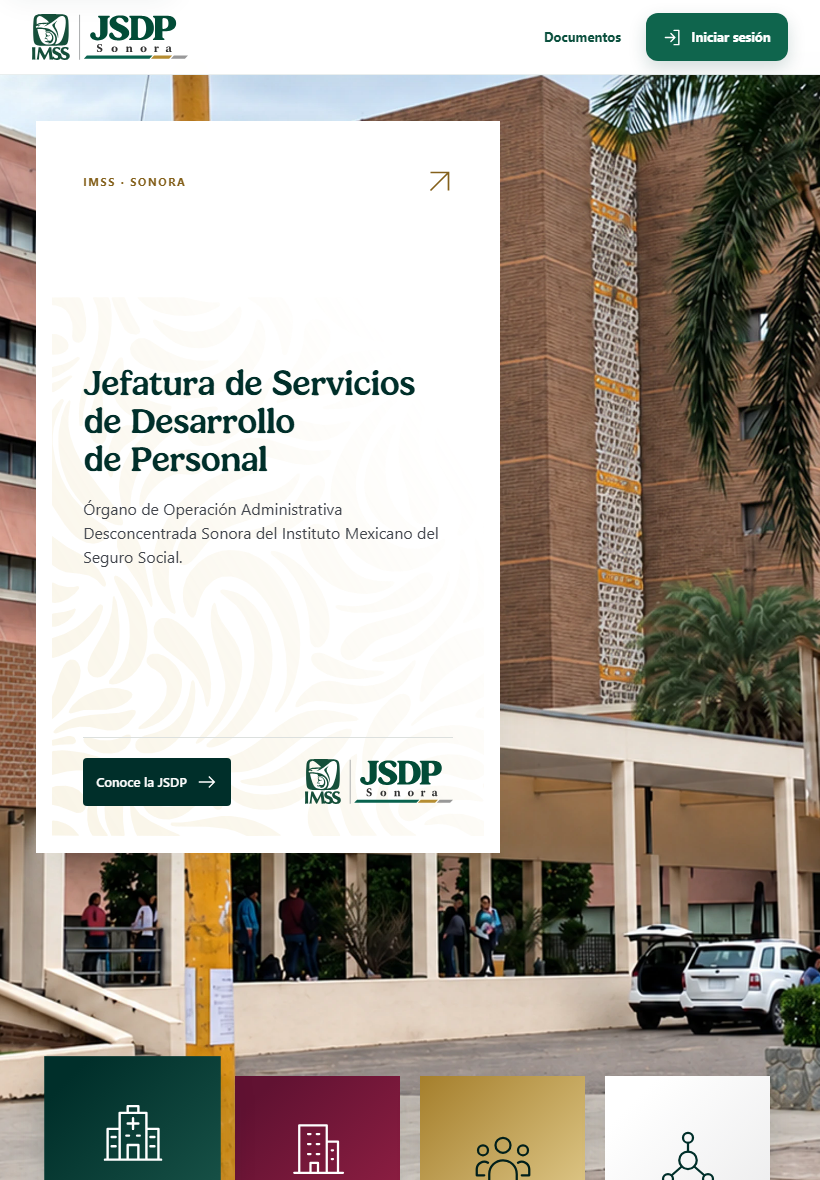 IMSS
JSDP
Sonora
Documentos
Iniciar sesión
IMSS · SONORA
Jefatura de Servicios
de Desarrollo
de Personal
Órgano de Operación Administrativa
Desconcentrada Sonora del Instituto Mexicano del
Seguro Social.
Conoce la JSDP
IMSS
JSDP
Sonora